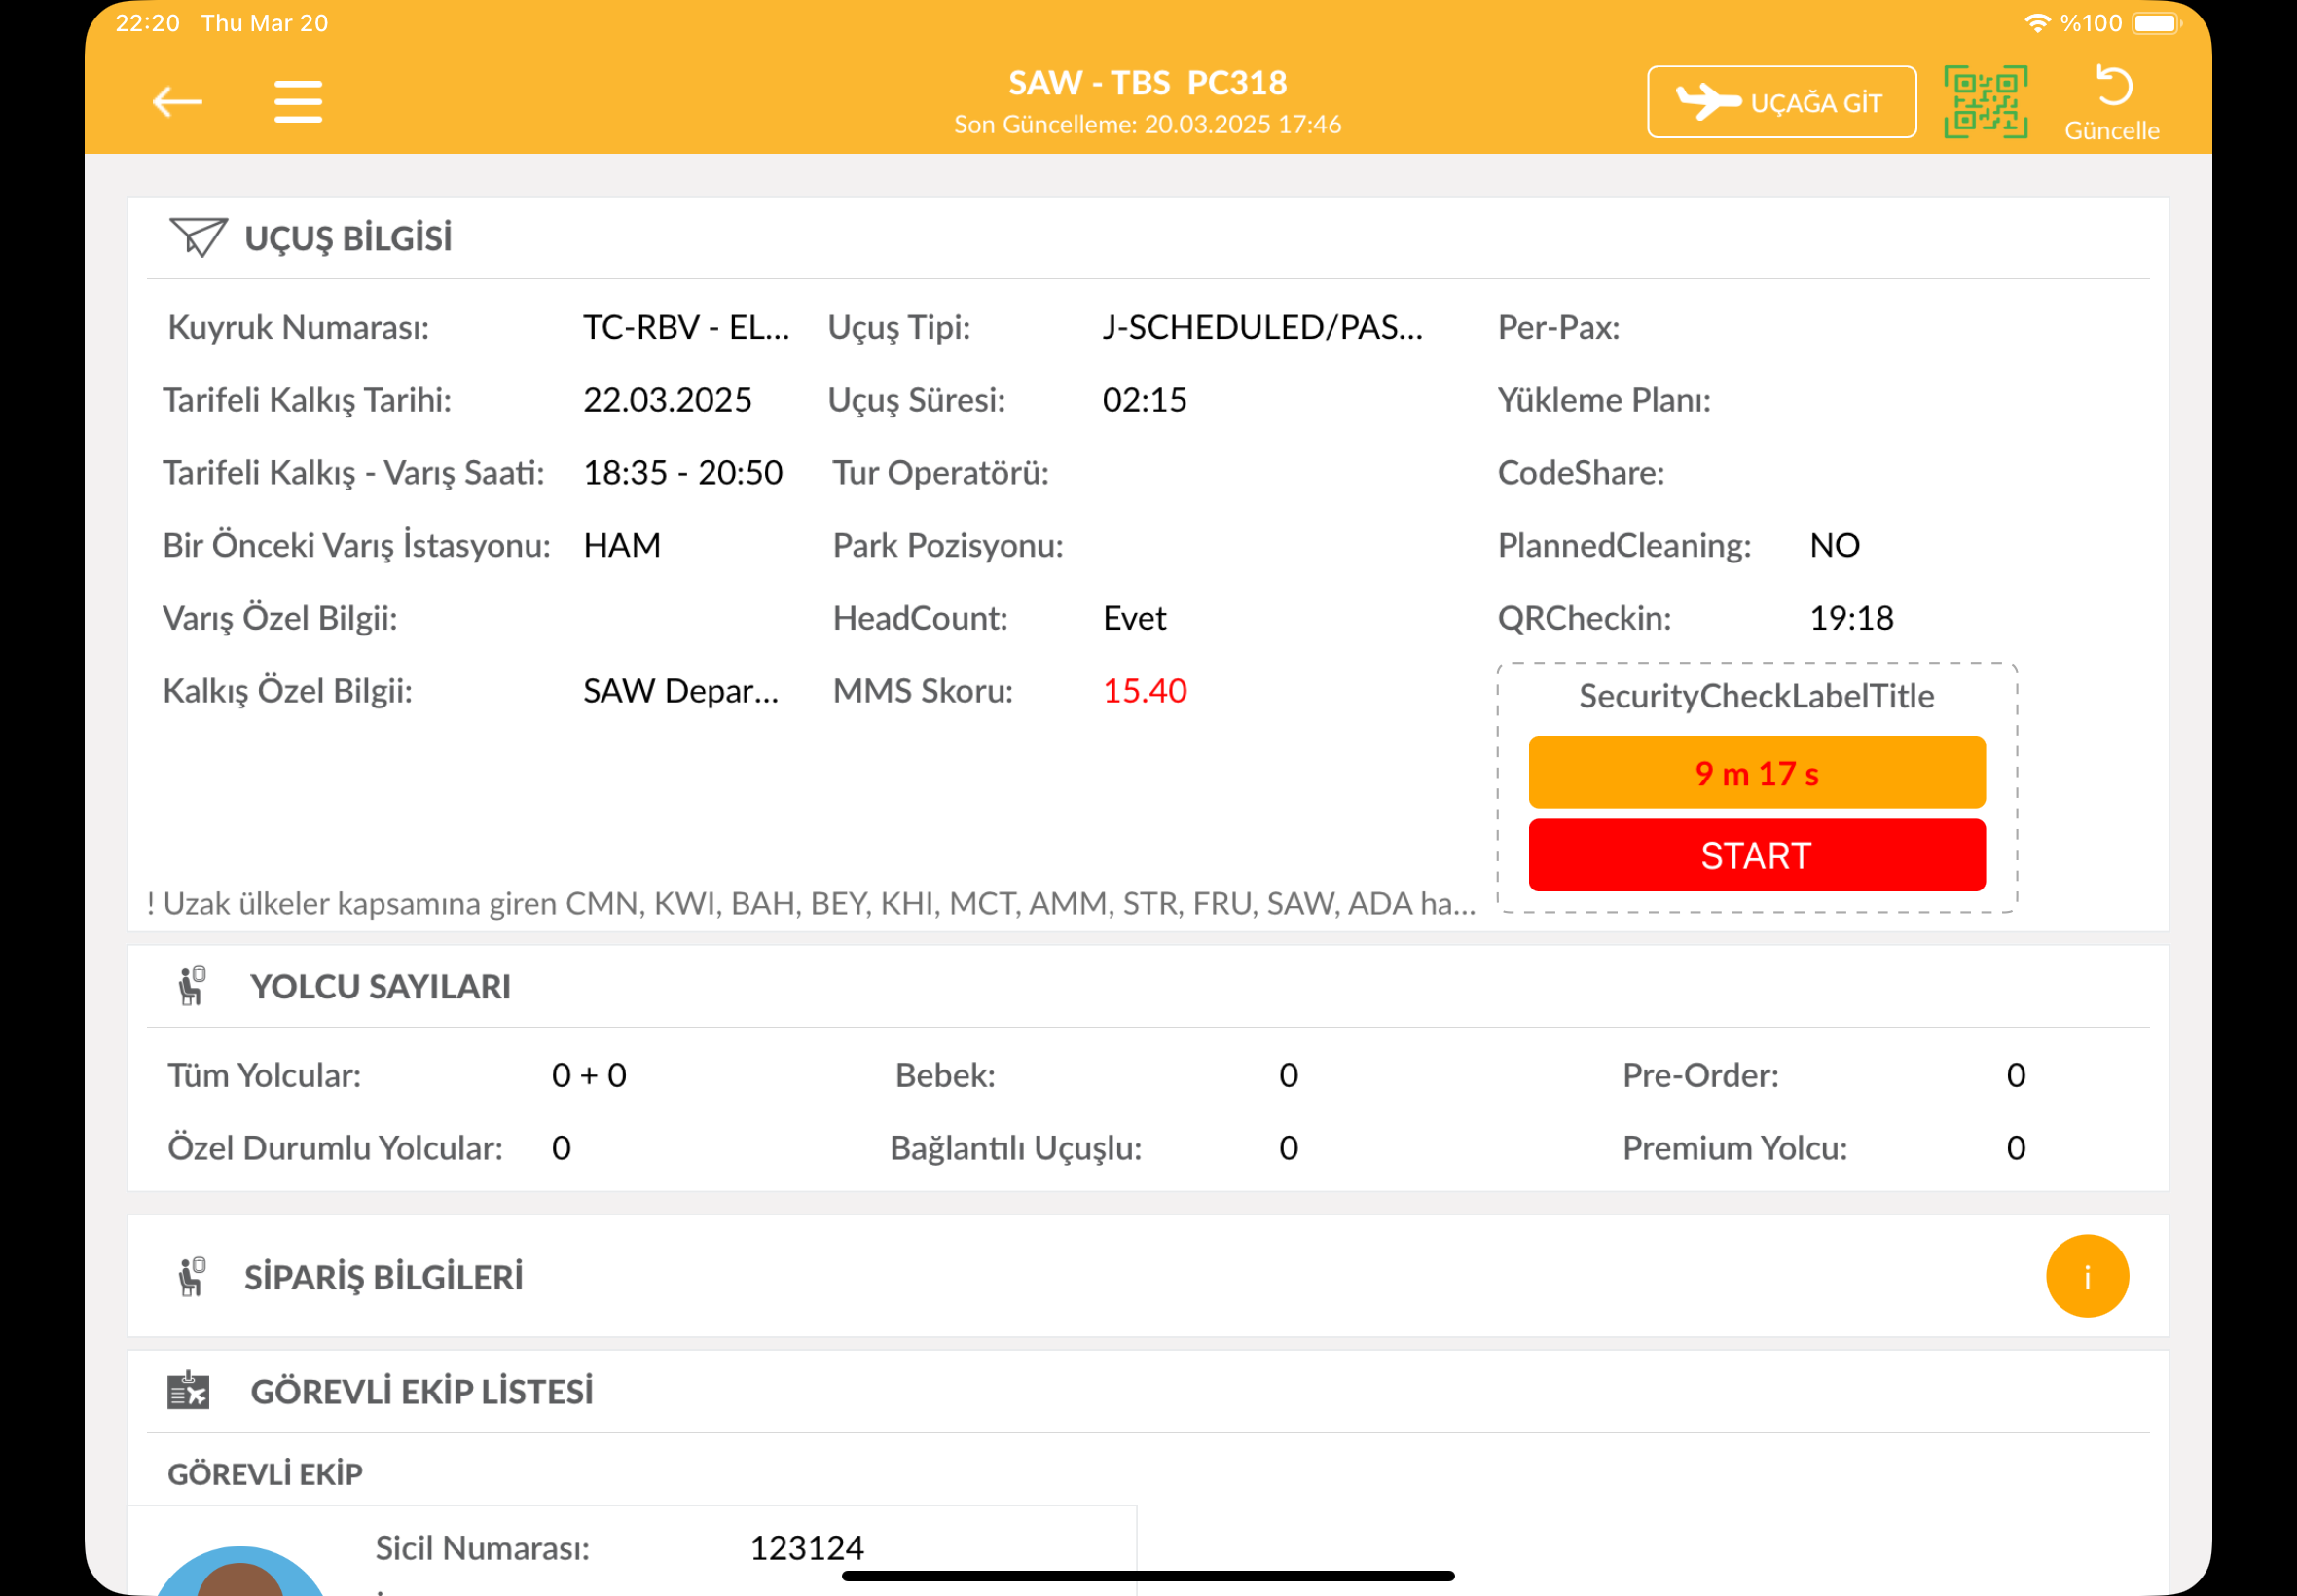 22:20 Thu Mar 20 %100
SAW - TBS PC318
Son Güncelleme: 20.03.2025 17:46
UÇAĞA GİT
Güncelle
UÇUŞ BİLGİSİ
Kuyruk Numarası: TC-RBV - EL... Uçuş Tipi: J-SCHEDULED/PAS... Per-Pax:
Tarifeli Kalkış Tarihi: 22.03.2025 Uçuş Süresi: 02:15 Yükleme Planı:
Tarifeli Kalkış - Varış Saati: 18:35 - 20:50 Tur Operatörü: CodeShare:
Bir Önceki Varış İstasyonu: HAM Park Pozisyonu: PlannedCleaning: NO
Varış Özel Bilgii: HeadCount: Evet QRCheckin: 19:18
Kalkış Özel Bilgii: SAW Depar... MMS Skoru: 15.40
SecurityCheckLabelTitle
9 m 17 s
START
! Uzak ülkeler kapsamına giren CMN, KWI, BAH, BEY, KHI, MCT, AMM, STR, FRU, SAW, ADA ha...
YOLCU SAYILARI
Tüm Yolcular: 0 + 0 Bebek: 0 Pre-Order: 0
Özel Durumlu Yolcular: 0 Bağlantılı Uçuşlu: 0 Premium Yolcu: 0
SİPARİŞ BİLGİLERİ
i
GÖREVLİ EKİP LİSTESİ
GÖREVLİ EKİP
Sicil Numarası: 123124